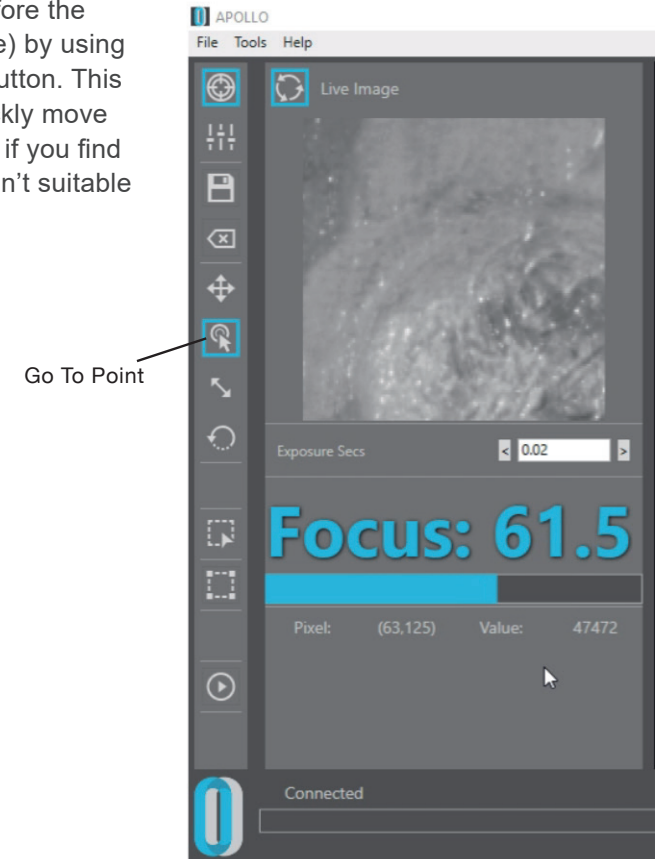 fore the
e) by using
utton. This
kly move
if you find
n’t suitable
Go To Point
APOLLO
File Tools Help
Live Image
Exposure Secs < 0.02 >
Focus: 61.5
Pixel: (63,125) Value: 47472
Connected